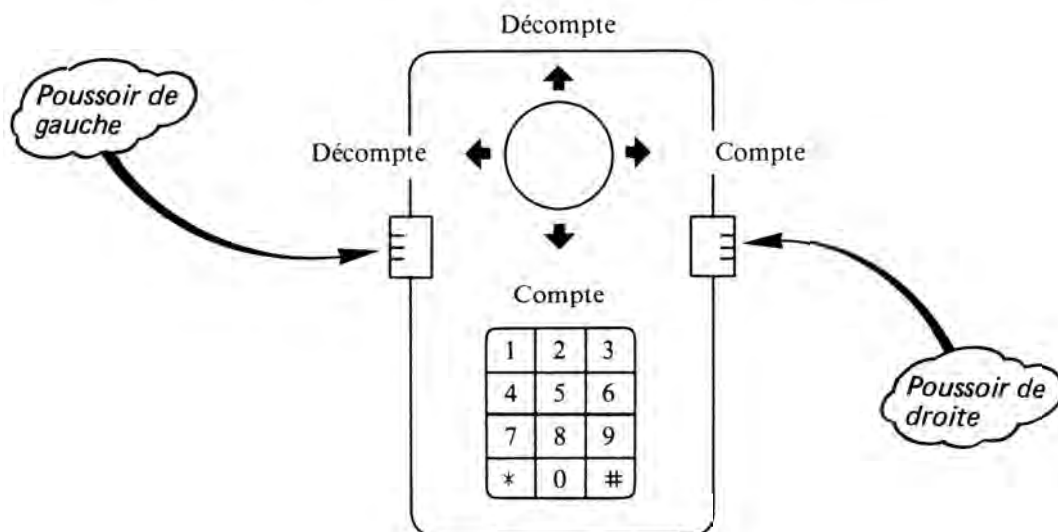 Décompte
Poussoir de
gauche
Décompte
Compte
Compte
1 2 3
4 5 6
7 8 9
* 0 #
Poussoir de
droite